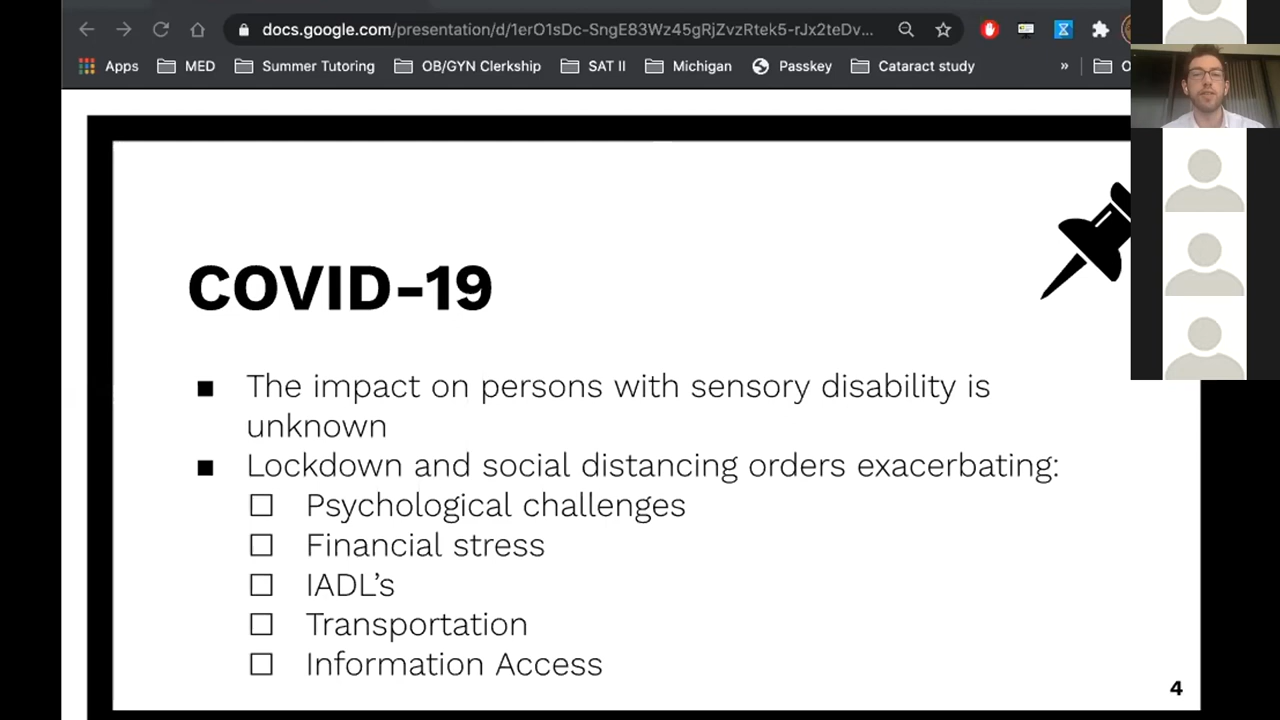 docs.google.com/presentation/d/1erO1sDc-SngE83Wz45gRjZvzRtek5-rJx2teDv...
Apps MED Summer Tutoring OB/GYN Clerkship SAT II Michigan Passkey Cataract study » O
COVID-19
■ The impact on persons with sensory disability is
unknown
■ Lockdown and social distancing orders exacerbating:
□ Psychological challenges
□ Financial stress
□ IADL’s
□ Transportation
□ Information Access
4